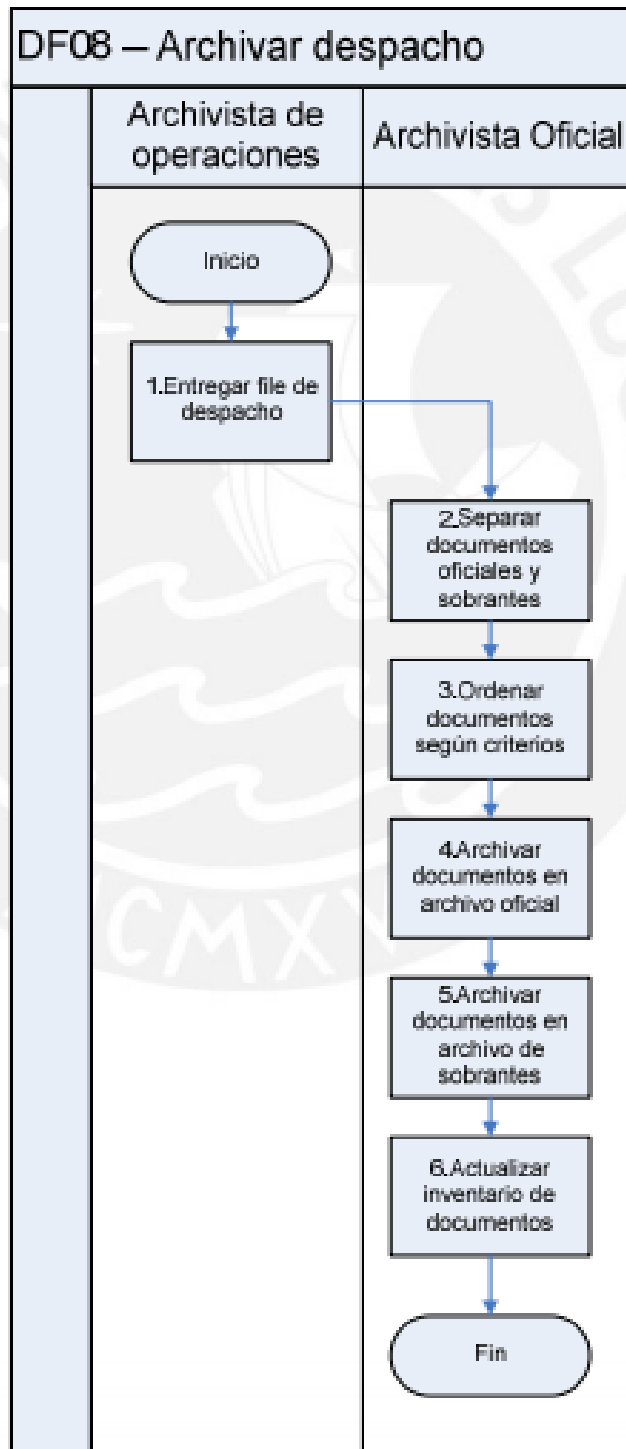 DF08 – Archivar despacho
Archivista de
operaciones
Archivista Oficial
Inicio
1.Entregar file de
despacho
2.Separar
documentos
oficiales y
sobrantes
3.Ordenar
documentos
según criterios
4.Archivar
documentos en
archivo oficial
5.Archivar
documentos en
archivo de
sobrantes
6.Actualizar
inventario de
documentos
Fin